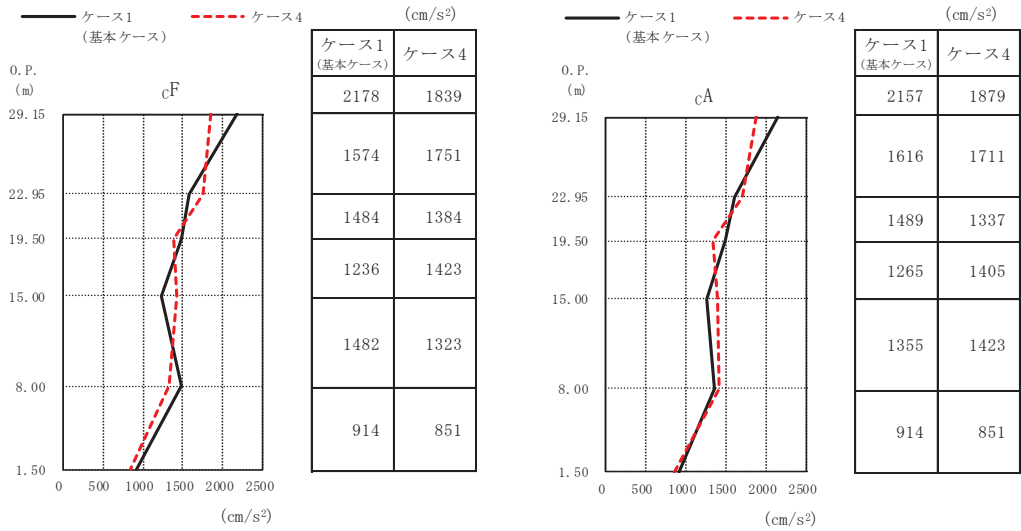 ケース1 ケース4
(基本ケース)
(cm/s²)
ケース1 ケース4
(基本ケース)
O.P.
(m)
cF
2178 1839
29.15
1574 1751
22.95
1484 1384
19.50
1236 1423
15.00
1482 1323
8.00
914 851
1.50
0 500 1000 1500 2000 2500
(cm/s²)
ケース1 ケース4
(基本ケース)
(cm/s²)
ケース1 ケース4
(基本ケース)
O.P.
(m)
cA
2157 1879
29.15
1616 1711
22.95
1489 1337
19.50
1265 1405
15.00
1355 1423
8.00
914 851
1.50
0 500 1000 1500 2000 2500
(cm/s²)